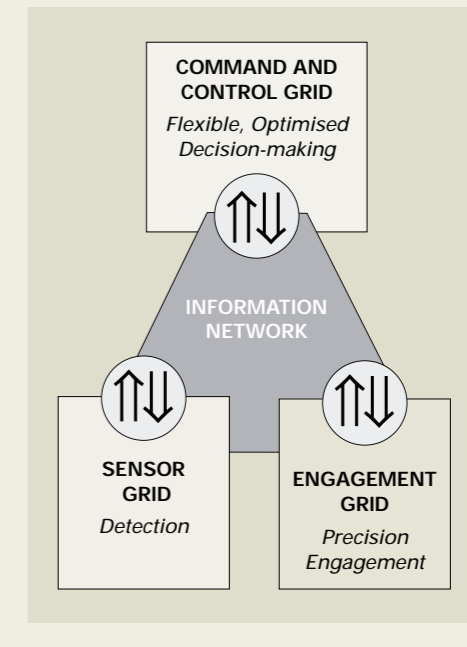 COMMAND AND
CONTROL GRID
Flexible, Optimised
Decision-making
INFORMATION
NETWORK
SENSOR
GRID
Detection
ENGAGEMENT
GRID
Precision
Engagement